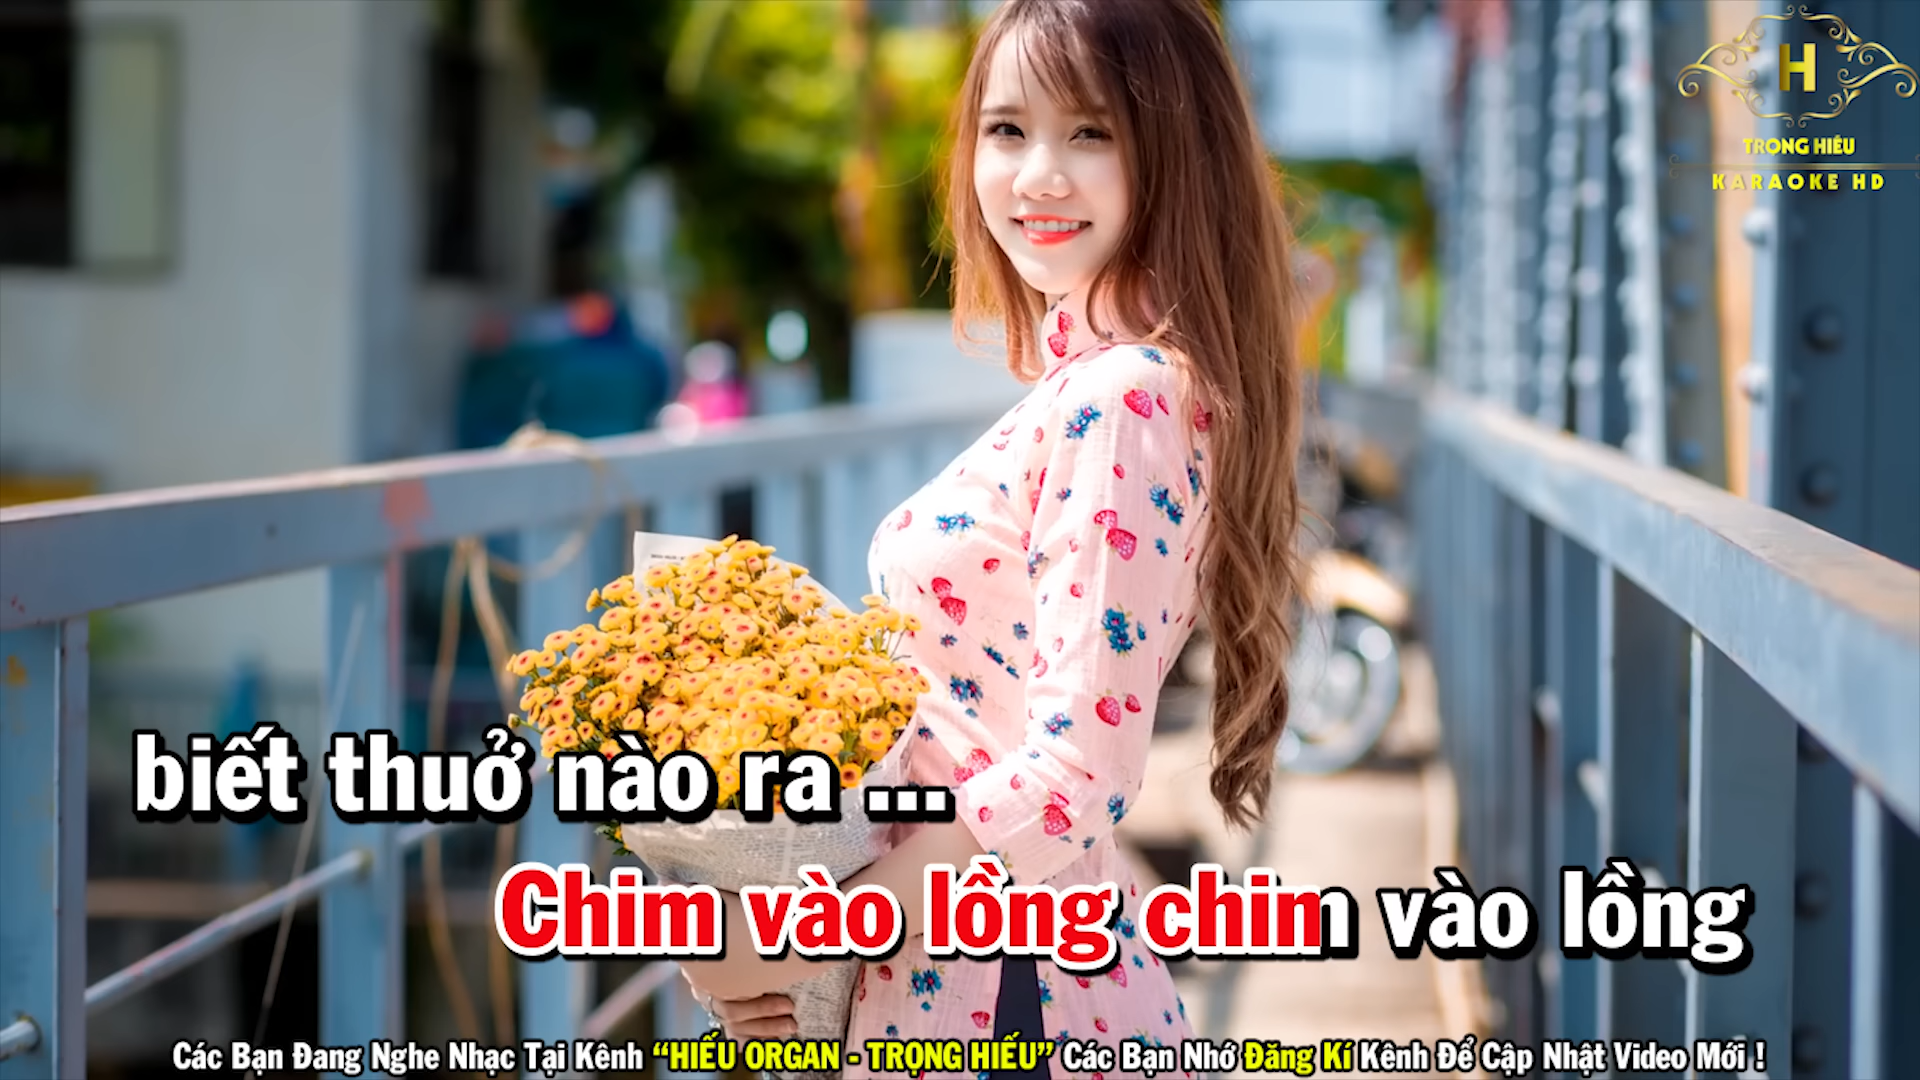 H
TRỌNG HIẾU
KARAOKE HD
biết thuở nào ra ...
Chim vào lồng chim vào lồng
Các Bạn Đang Nghe Nhạc Tại Kênh “HIẾU ORGAN - TRỌNG HIẾU” Các Bạn Nhớ Đăng Kí Kênh Để Cập Nhật Video Mới !